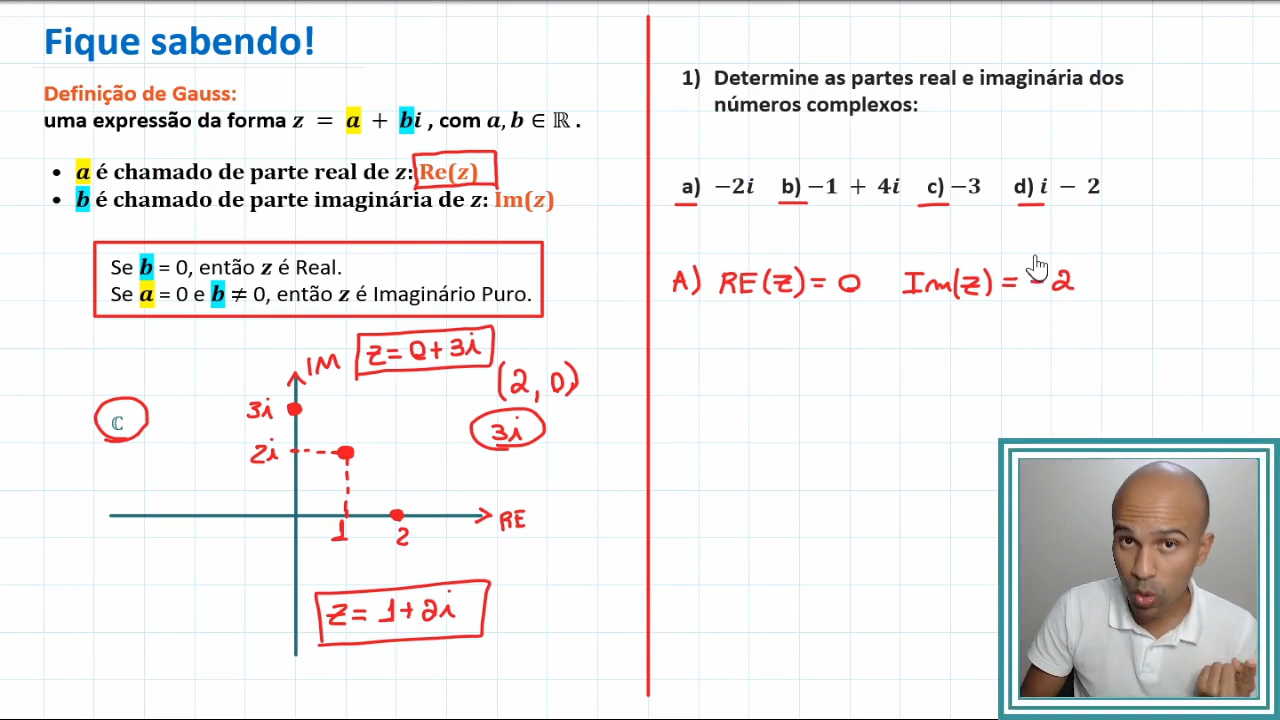 Fique sabendo!
Definição de Gauss:
uma expressão da forma z = a + bi , com a, b ∈ ℝ .
• a é chamado de parte real de z: Re(z)
• b é chamado de parte imaginária de z: Im(z)
Se b = 0, então z é Real.
Se a = 0 e b ≠ 0, então z é Imaginário Puro.
IM
z = 0 + 3i
(2, 0)
3i
ℂ
3i
2i
1
2
RE
z = 1 + 2i
1) Determine as partes real e imaginária dos
números complexos:
a) −2i b) −1 + 4i c) −3 d) i − 2
A) RE(z) = 0 Im(z) = −2